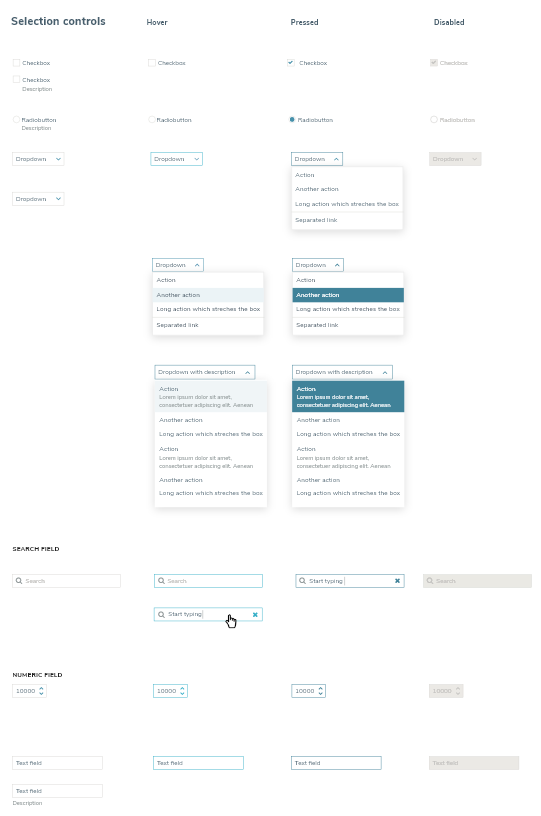 Selection controls
Hover
Pressed
Disabled
Checkbox
Checkbox
Checkbox
Checkbox
Checkbox
Description
Radiobutton
Radiobutton
Radiobutton
Radiobutton
Description
Dropdown
Dropdown
Dropdown
Dropdown
Action
Another action
Long action which streches the box
Separated link
Dropdown
Dropdown
Action
Another action
Long action which streches the box
Separated link
Dropdown
Action
Another action
Long action which streches the box
Separated link
Dropdown with description
Action
Lorem ipsum dolor sit amet,
consectetuer adipiscing elit. Aenean
Another action
Long action which streches the box
Action
Lorem ipsum dolor sit amet,
consectetuer adipiscing elit. Aenean
Another action
Long action which streches the box
Dropdown with description
Action
Lorem ipsum dolor sit amet,
consectetuer adipiscing elit. Aenean
Another action
Long action which streches the box
Action
Lorem ipsum dolor sit amet,
consectetuer adipiscing elit. Aenean
Another action
Long action which streches the box
SEARCH FIELD
Search
Search
Start typing
Search
Start typing
NUMERIC FIELD
10000
10000
10000
10000
Text field
Text field
Text field
Text field
Text field
Description